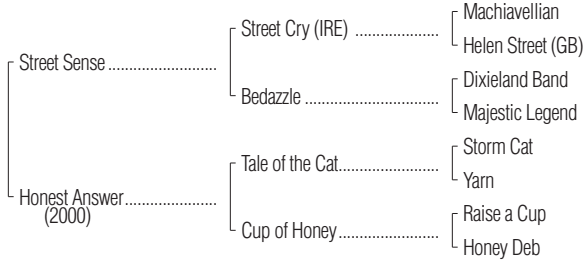 Machiavellian
Street Cry (IRE) ....................
Helen Street (GB)
Street Sense ..........................
Dixieland Band
Bedazzle ................................
Majestic Legend
Storm Cat
Tale of the Cat........................
Yarn
Honest Answer......................
(2000)
Raise a Cup
Cup of Honey........................
Honey Deb